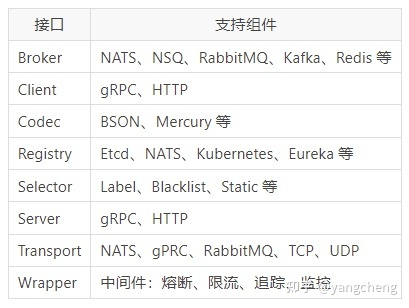 接口 支持组件
Broker NATS、NSQ、RabbitMQ、Kafka、Redis 等
Client gRPC、HTTP
Codec BSON、Mercury 等
Registry Etcd、NATS、Kubernetes、Eureka 等
Selector Label、Blacklist、Static 等
Server gRPC、HTTP
Transport NATS、gPRC、RabbitMQ、TCP、UDP
Wrapper 中间件：熔断、限流、追踪、监控
知乎 @yangcheng